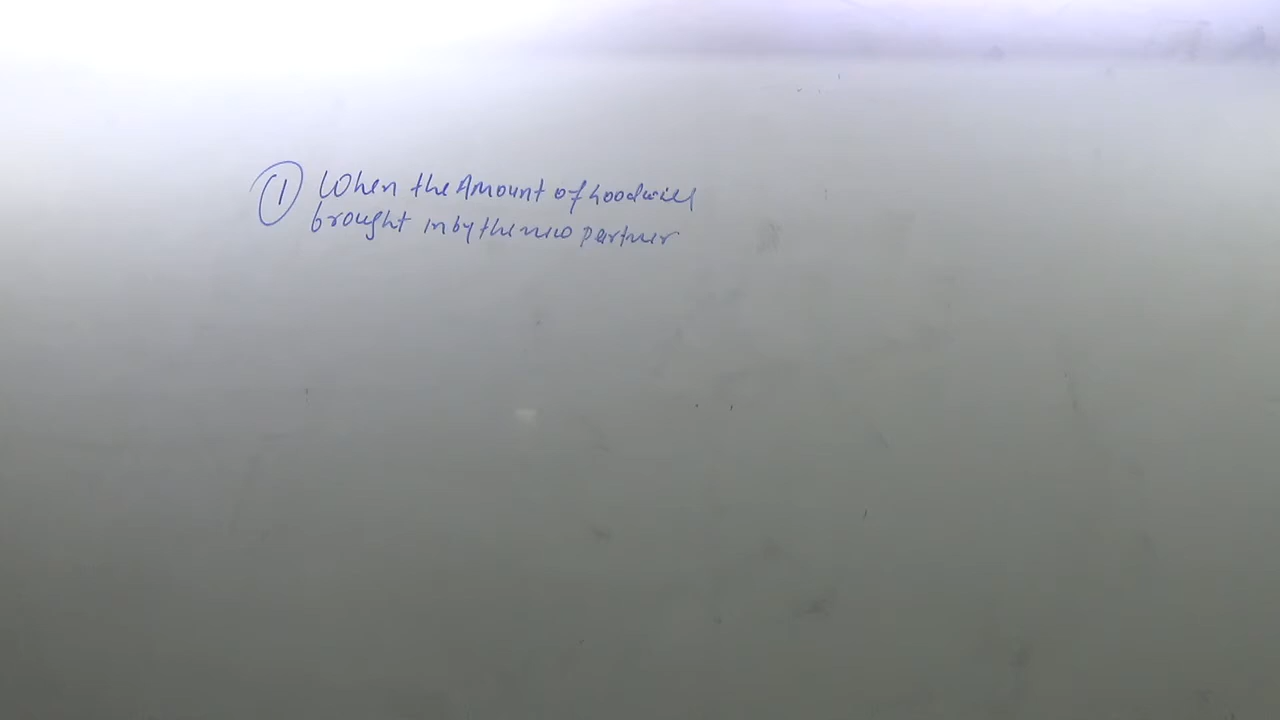 ① When the Amount of Goodwill
brought in by the new partner